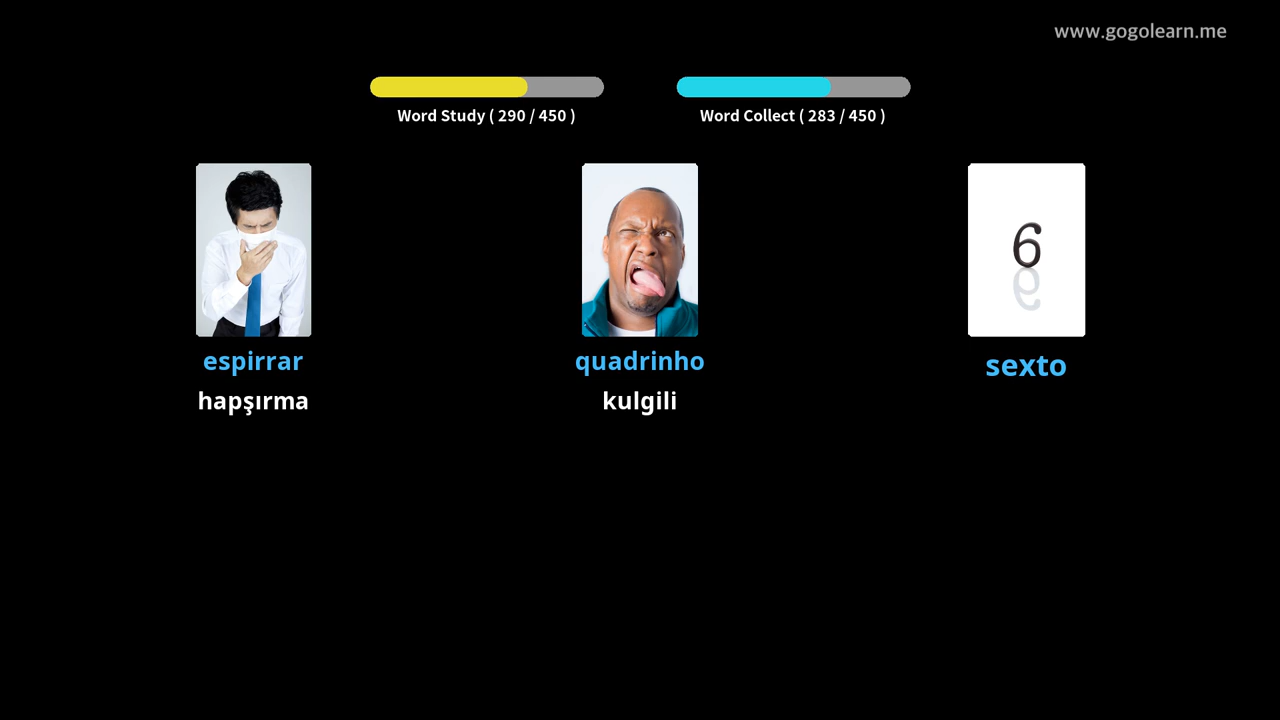 www.gogolearn.me
Word Study ( 290 / 450 )
Word Collect ( 283 / 450 )
6
espirrar
quadrinho
sexto
hapşırma
kulgili